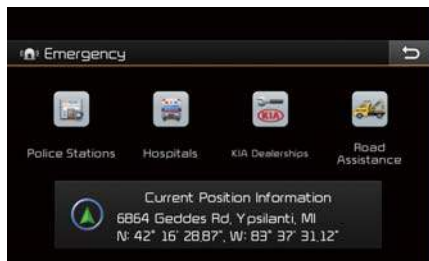 Emergency
Police Stations
Hospitals
KIA
KIA Dealerships
Road
Assistance
Current Position Information
6864 Geddes Rd, Ypsilanti, MI
N: 42° 16' 28.87", W: 83° 37' 31.12"